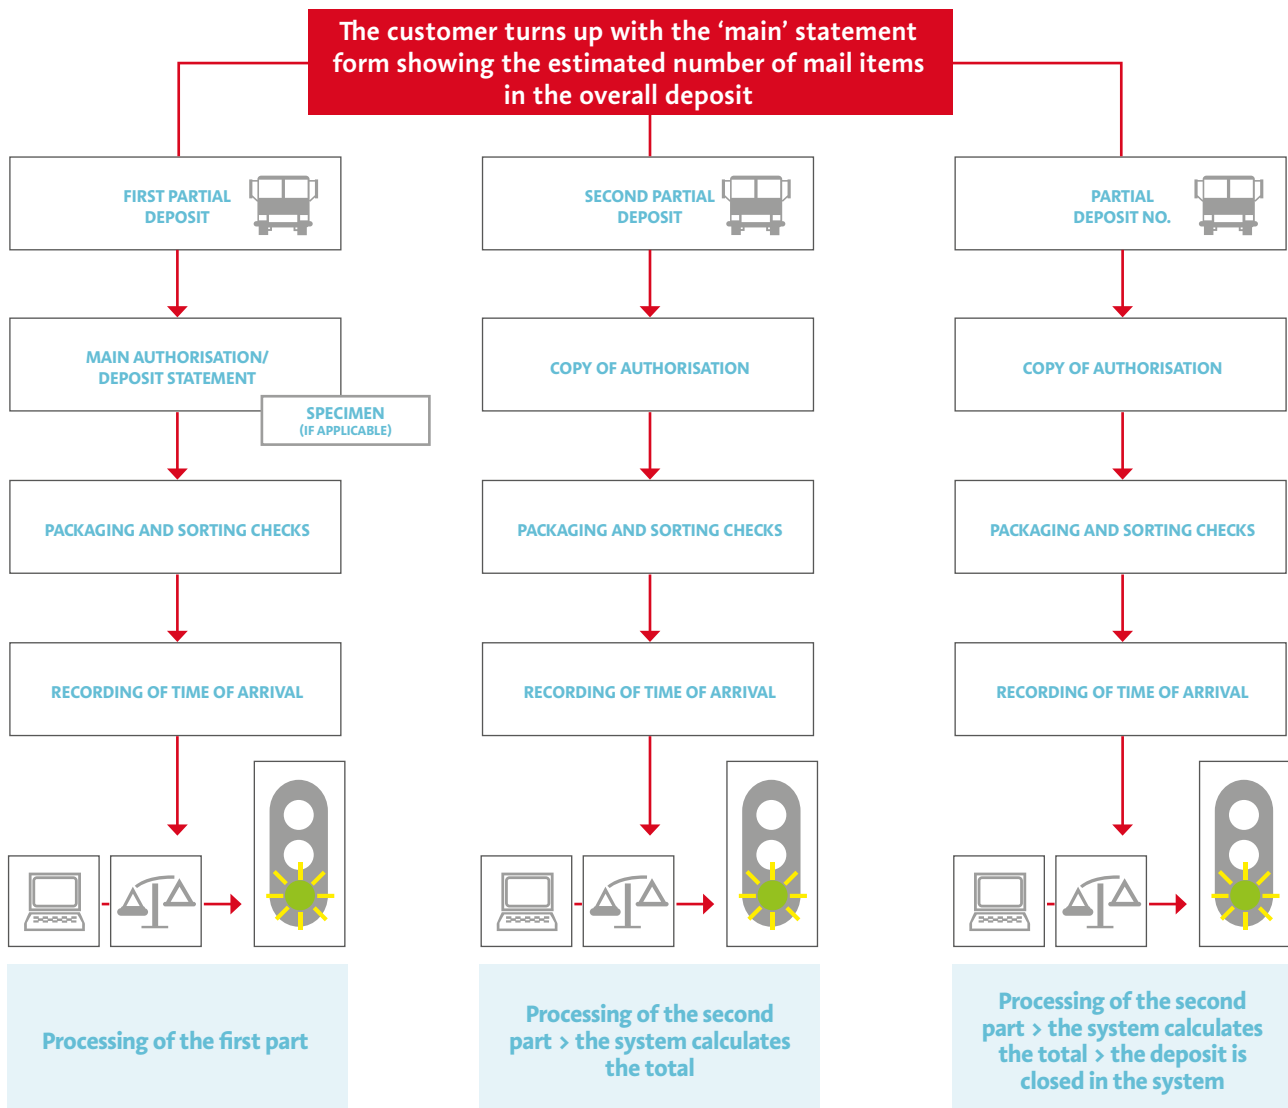 The customer turns up with the ‘main’ statement
form showing the estimated number of mail items
in the overall deposit
FIRST PARTIAL
DEPOSIT
SECOND PARTIAL
DEPOSIT
PARTIAL
DEPOSIT NO.
MAIN AUTHORISATION/
DEPOSIT STATEMENT
SPECIMEN
(IF APPLICABLE)
COPY OF AUTHORISATION
COPY OF AUTHORISATION
PACKAGING AND SORTING CHECKS
PACKAGING AND SORTING CHECKS
PACKAGING AND SORTING CHECKS
RECORDING OF TIME OF ARRIVAL
RECORDING OF TIME OF ARRIVAL
RECORDING OF TIME OF ARRIVAL
Processing of the first part
Processing of the second
part > the system calculates
the total
Processing of the second
part > the system calculates
the total > the deposit is
closed in the system